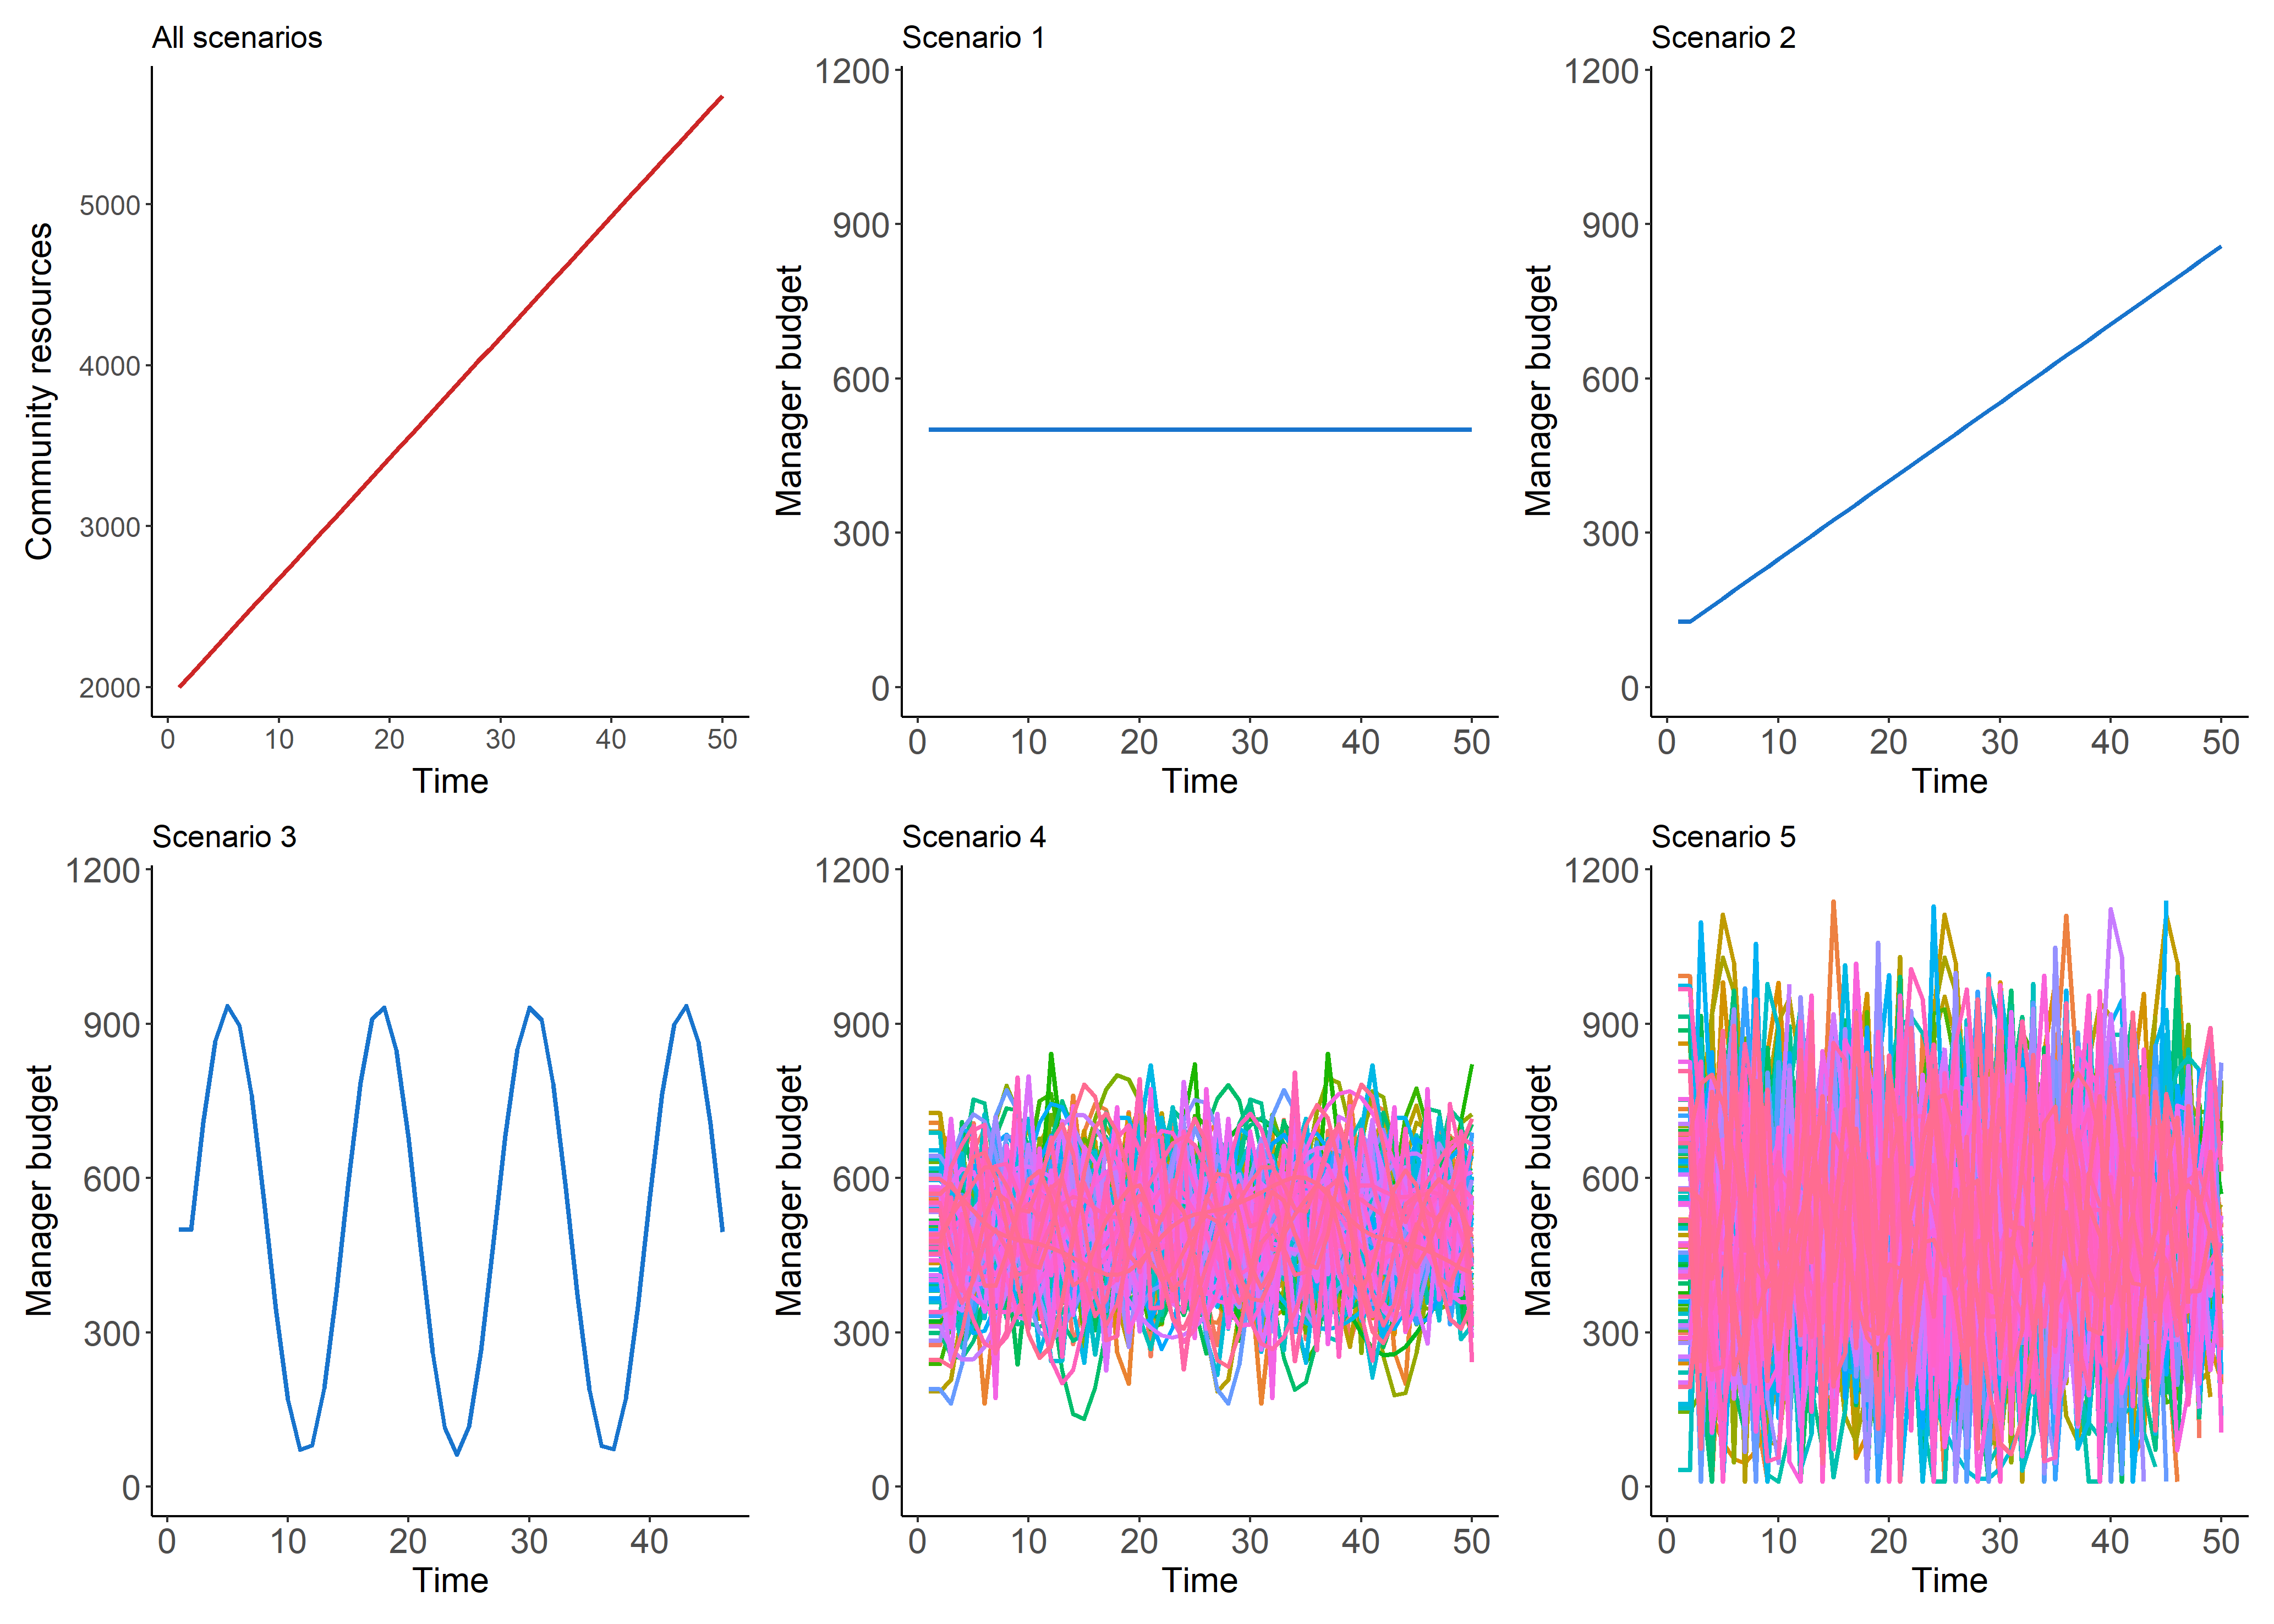 All scenarios
Community resources
5000
4000
3000
2000
0 10 20 30 40 50
Time
Scenario 1
Manager budget
1200
900
600
300
0
0 10 20 30 40 50
Time
Scenario 2
Manager budget
1200
900
600
300
0
0 10 20 30 40 50
Time
Scenario 3
Manager budget
1200
900
600
300
0
0 10 20 30 40
Time
Scenario 4
Manager budget
1200
900
600
300
0
0 10 20 30 40 50
Time
Scenario 5
Manager budget
1200
900
600
300
0
0 10 20 30 40 50
Time